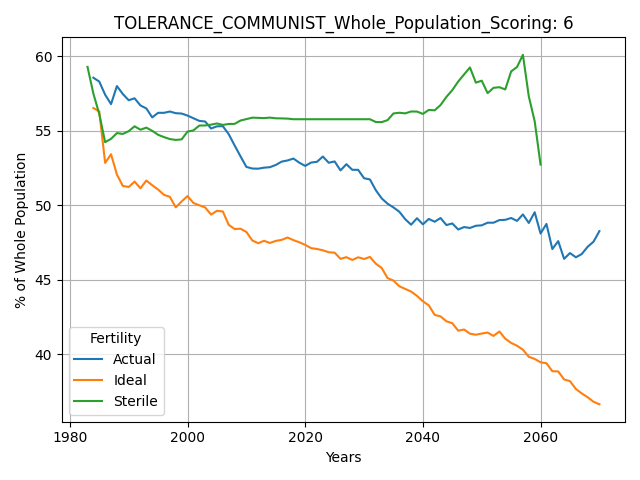 TOLERANCE_COMMUNIST_Whole_Population_Scoring: 6
% of Whole Population
60
55
50
45
40
Fertility
Actual
Ideal
Sterile
1980
2000
2020
2040
2060
Years